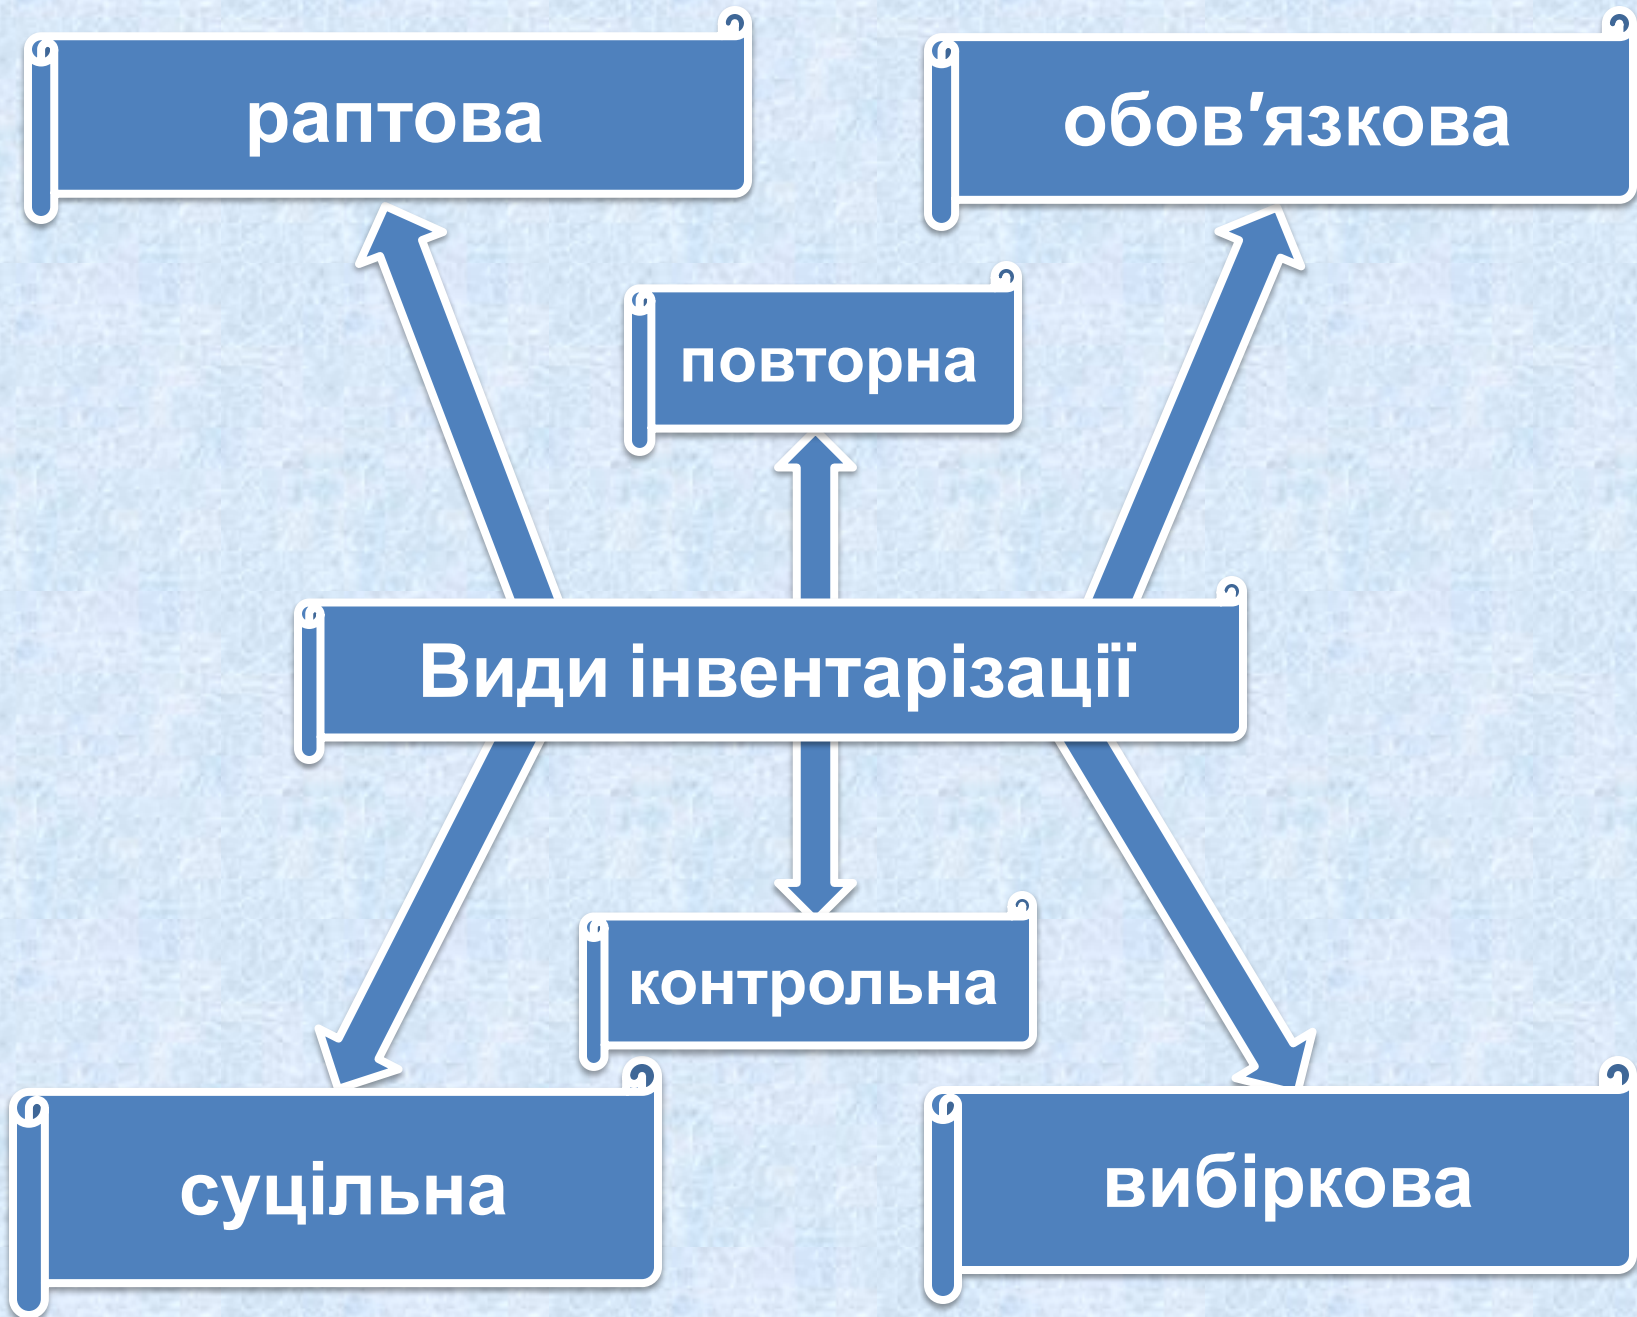 раптова
обов'язкова
повторна
Види інвентарізації
контрольна
суцільна
вибіркова